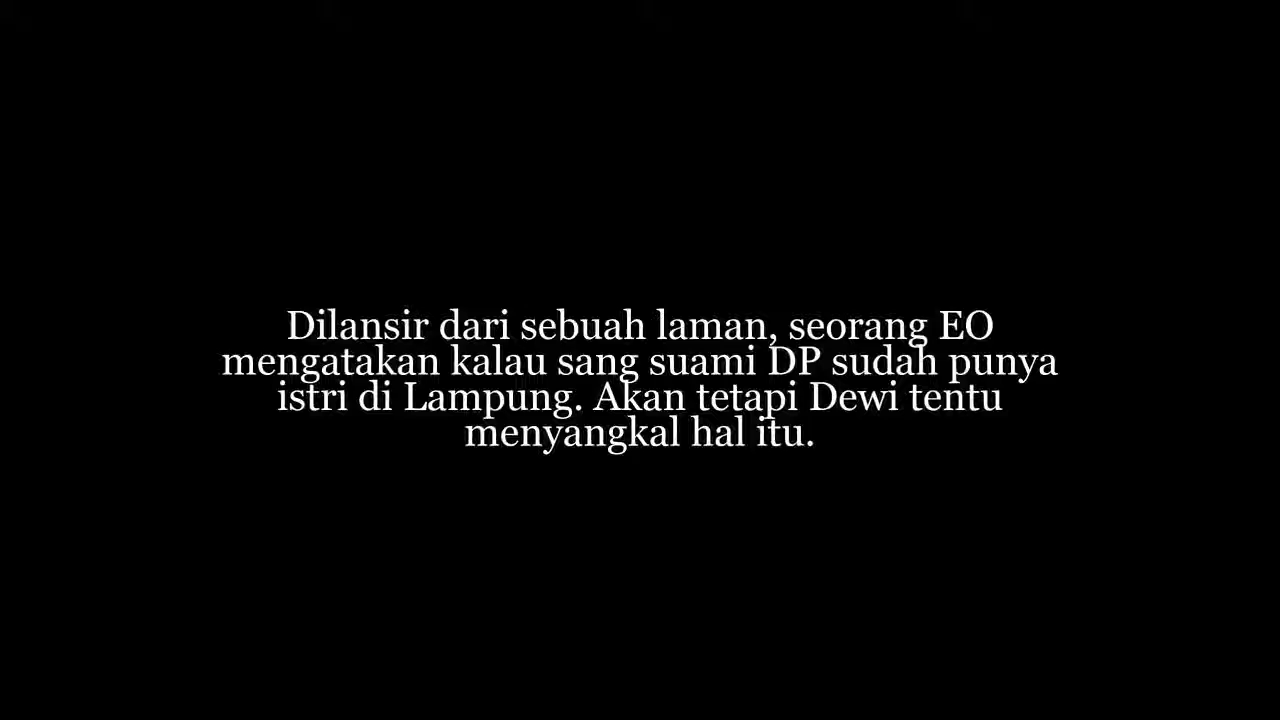 Dilansir dari sebuah laman, seorang EO
mengatakan kalau sang suami DP sudah punya
istri di Lampung. Akan tetapi Dewi tentu
menyangkal hal itu.